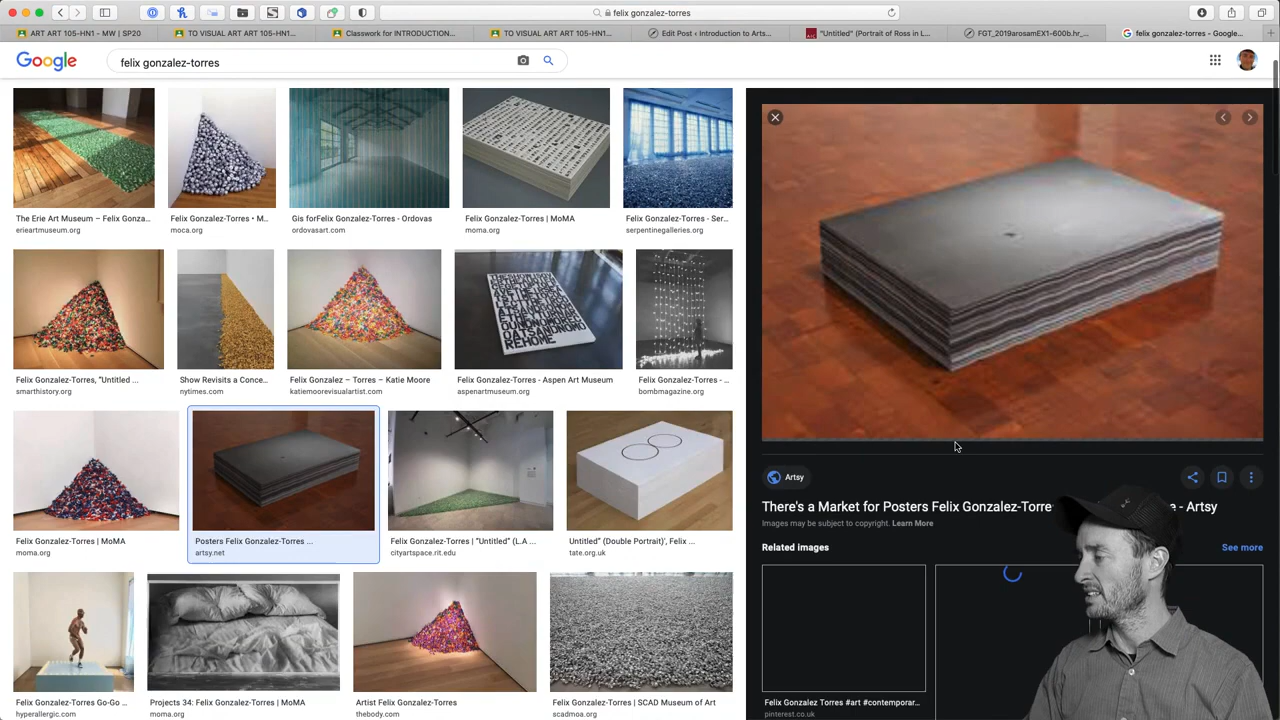 felix gonzalez-torres
ART ART 105-HN1 - MW | SP20
TO VISUAL ART ART 105-HN1...
Classwork for INTRODUCTION...
TO VISUAL ART ART 105-HN1...
Edit Post ‹ Introduction to Arts...
"Untitled" (Portrait of Ross in L...
FGT_2019arosamEX1-600b.hr_...
felix gonzalez-torres - Google...
Google
felix gonzalez-torres
The Erie Art Museum – Felix Gonza...
erieartmuseum.org
Felix Gonzalez-Torres • M...
moca.org
Gis forFelix Gonzalez-Torres - Ordovas
ordovasart.com
Felix Gonzalez-Torres | MoMA
moma.org
Felix Gonzalez-Torres - Ser...
serpentinegalleries.org
Felix Gonzalez-Torres, "Untitled ...
smarthistory.org
Show Revisits a Conce...
nytimes.com
Felix Gonzalez – Torres – Katie Moore
katiemoorevisualartist.com
Felix Gonzalez-Torres - Aspen Art Museum
aspenartmuseum.org
Felix Gonzalez-Torres - ...
bombmagazine.org
Felix Gonzalez-Torres | MoMA
moma.org
Posters Felix Gonzalez-Torres ...
artsy.net
Felix Gonzalez-Torres | "Untitled" (L.A ...
cityartspace.rit.edu
Untitled" (Double Portrait)', Felix ...
tate.org.uk
Felix Gonzalez-Torres Go-Go ...
hyperallergic.com
Projects 34: Felix Gonzalez-Torres | MoMA
moma.org
Artist Felix Gonzalez-Torres
thebody.com
Felix Gonzalez-Torres | SCAD Museum of Art
scadmoa.org
Artsy
There's a Market for Posters Felix Gonzalez-Torre e - Artsy
Images may be subject to copyright. Learn More
Related images
See more
Felix Gonzalez Torres #art #contemporar...
pinterest.co.uk